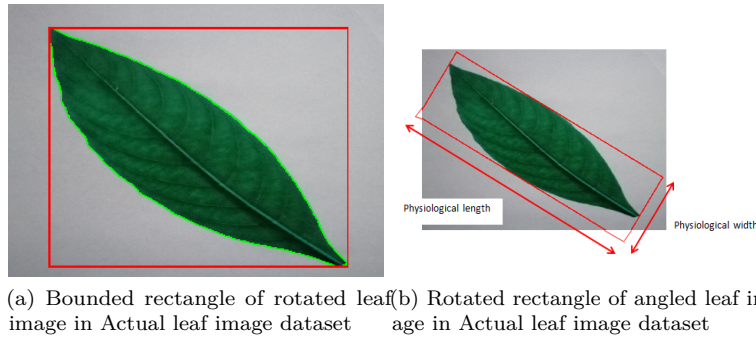 Physiological length
Physiological width
(a) Bounded rectangle of rotated leaf
image in Actual leaf image dataset
(b) Rotated rectangle of angled leaf im
age in Actual leaf image dataset